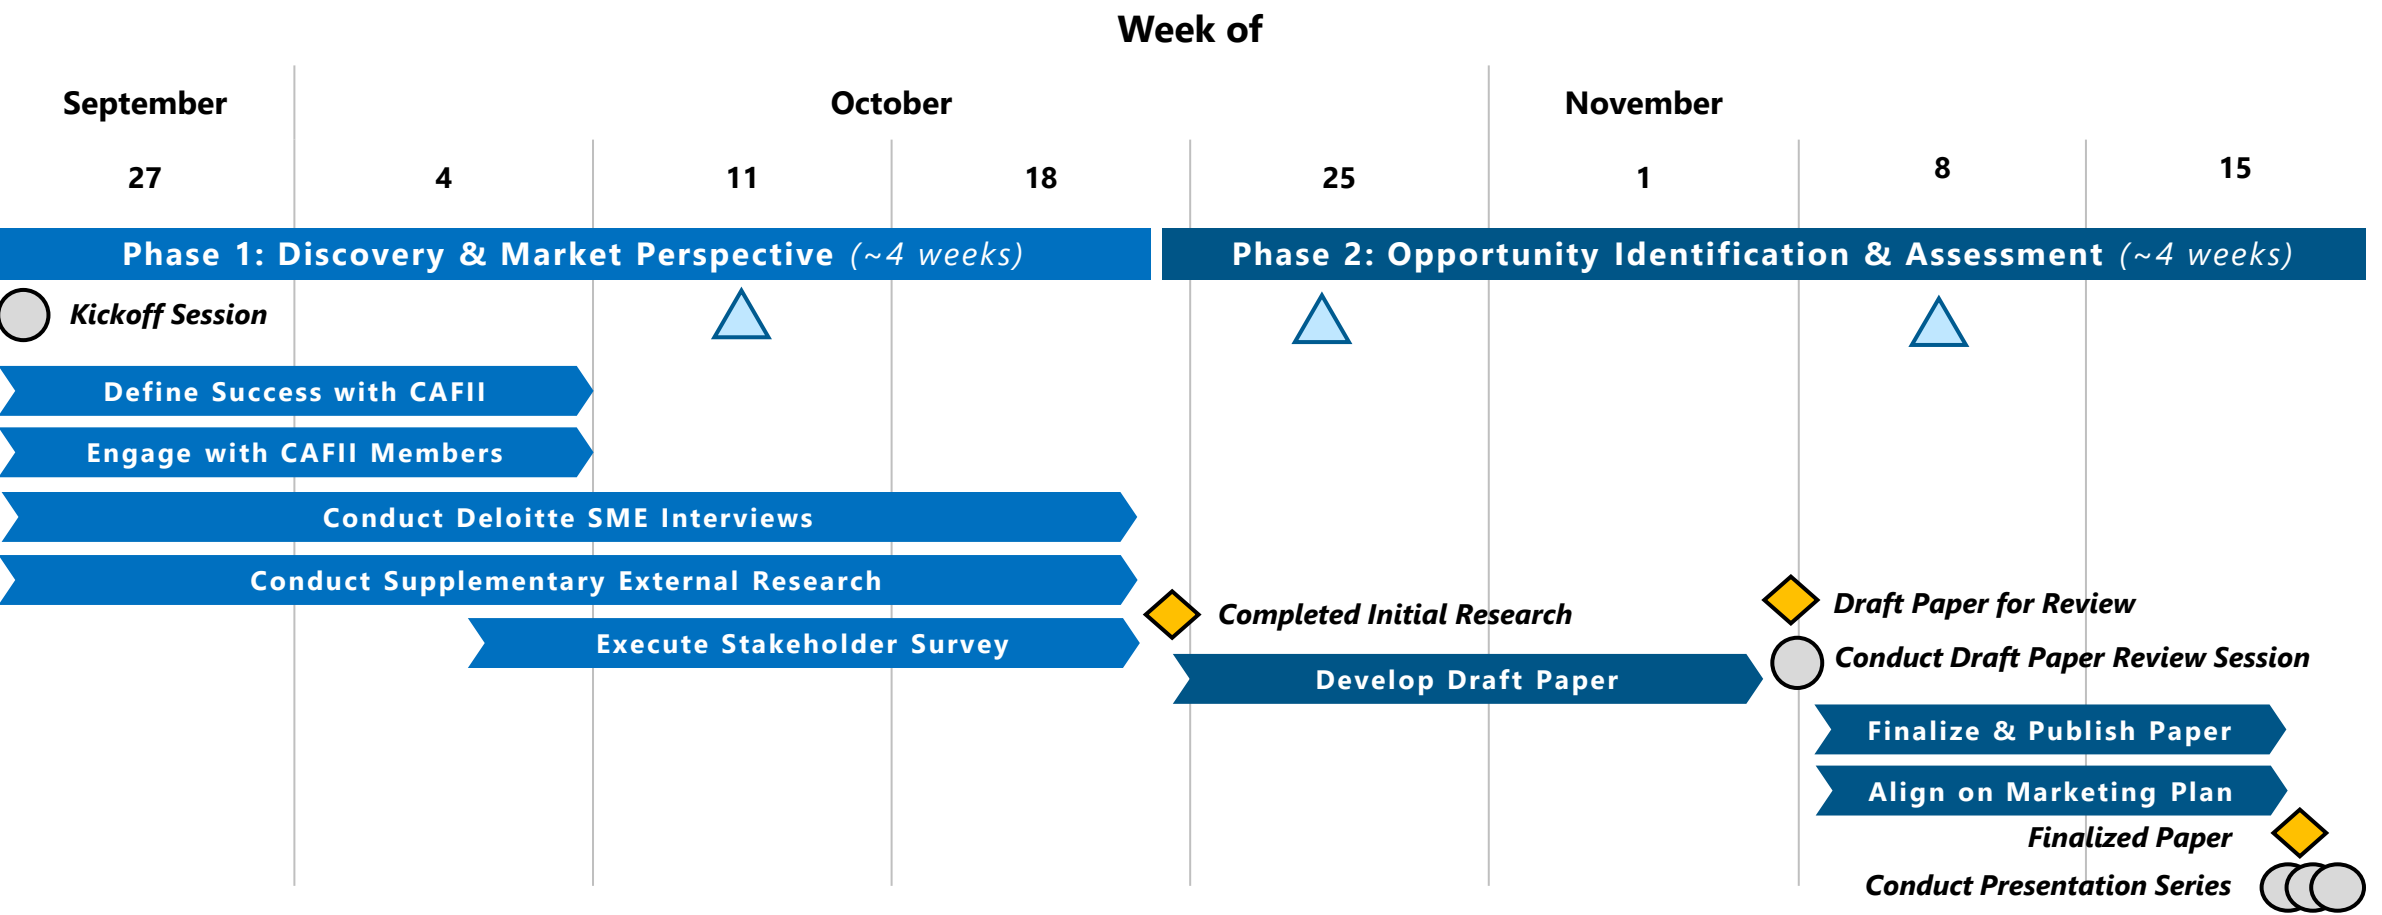 Week of
September
October
November
27
4
11
18
25
1
8
15
Phase 1: Discovery & Market Perspective (~4 weeks)
Phase 2: Opportunity Identification & Assessment (~4 weeks)
Kickoff Session
Define Success with CAFII
Engage with CAFII Members
Conduct Deloitte SME Interviews
Conduct Supplementary External Research
Completed Initial Research
Draft Paper for Review
Execute Stakeholder Survey
Conduct Draft Paper Review Session
Develop Draft Paper
Finalize & Publish Paper
Align on Marketing Plan
Finalized Paper
Conduct Presentation Series